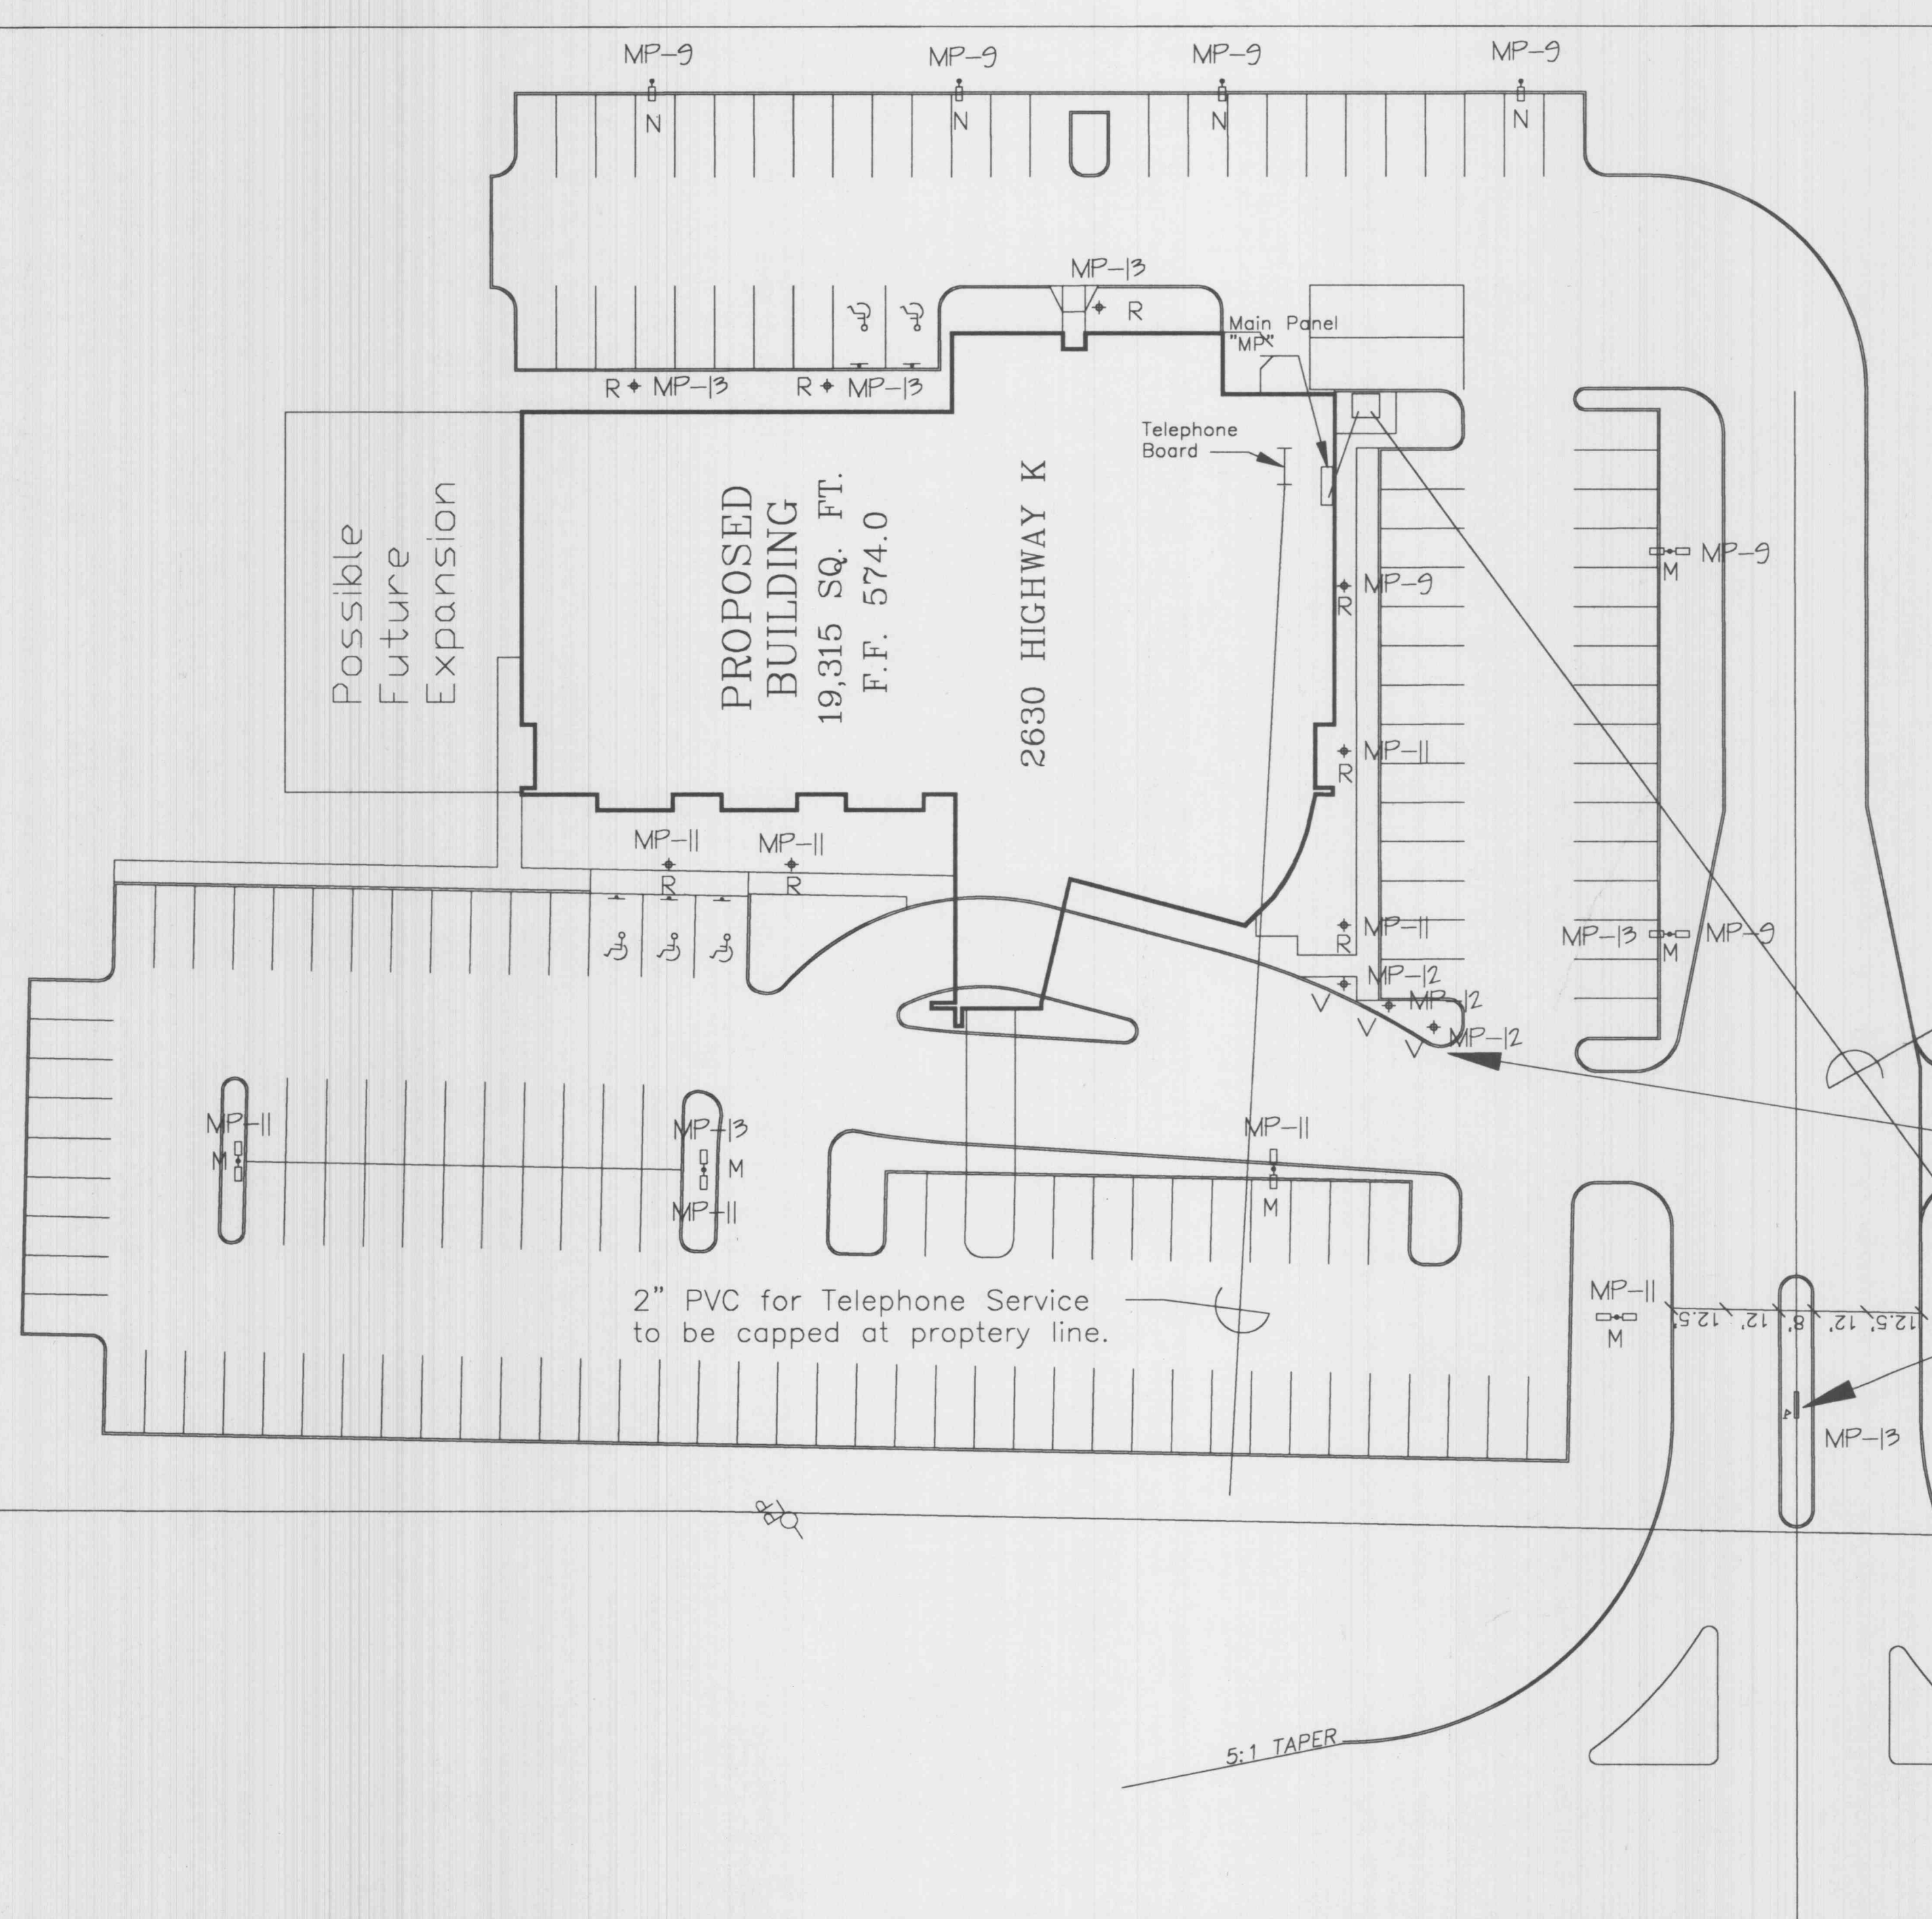 MP-9
MP-9
MP-9
MP-9
N
N
N
N
MP-13
R
Main Panel
"MP"
R MP-13
R MP-13
Telephone
Board
Possible
Future
Expansion
PROPOSED
BUILDING
19,315 SQ. FT.
F.F. 574.0
2630 HIGHWAY K
MP-9
M
MP-9
R
MP-11
R
MP-11
R
MP-11
R
MP-11
R
MP-13
MP-9
M
MP-12
V
MP-12
V
MP-12
V
MP-11
M
MP-13
M
MP-11
MP-11
M
2" PVC for Telephone Service
to be capped at proptery line.
MP-11
M
12.5'
12'
8'
12'
12.5'
MP-13
5:1 TAPER